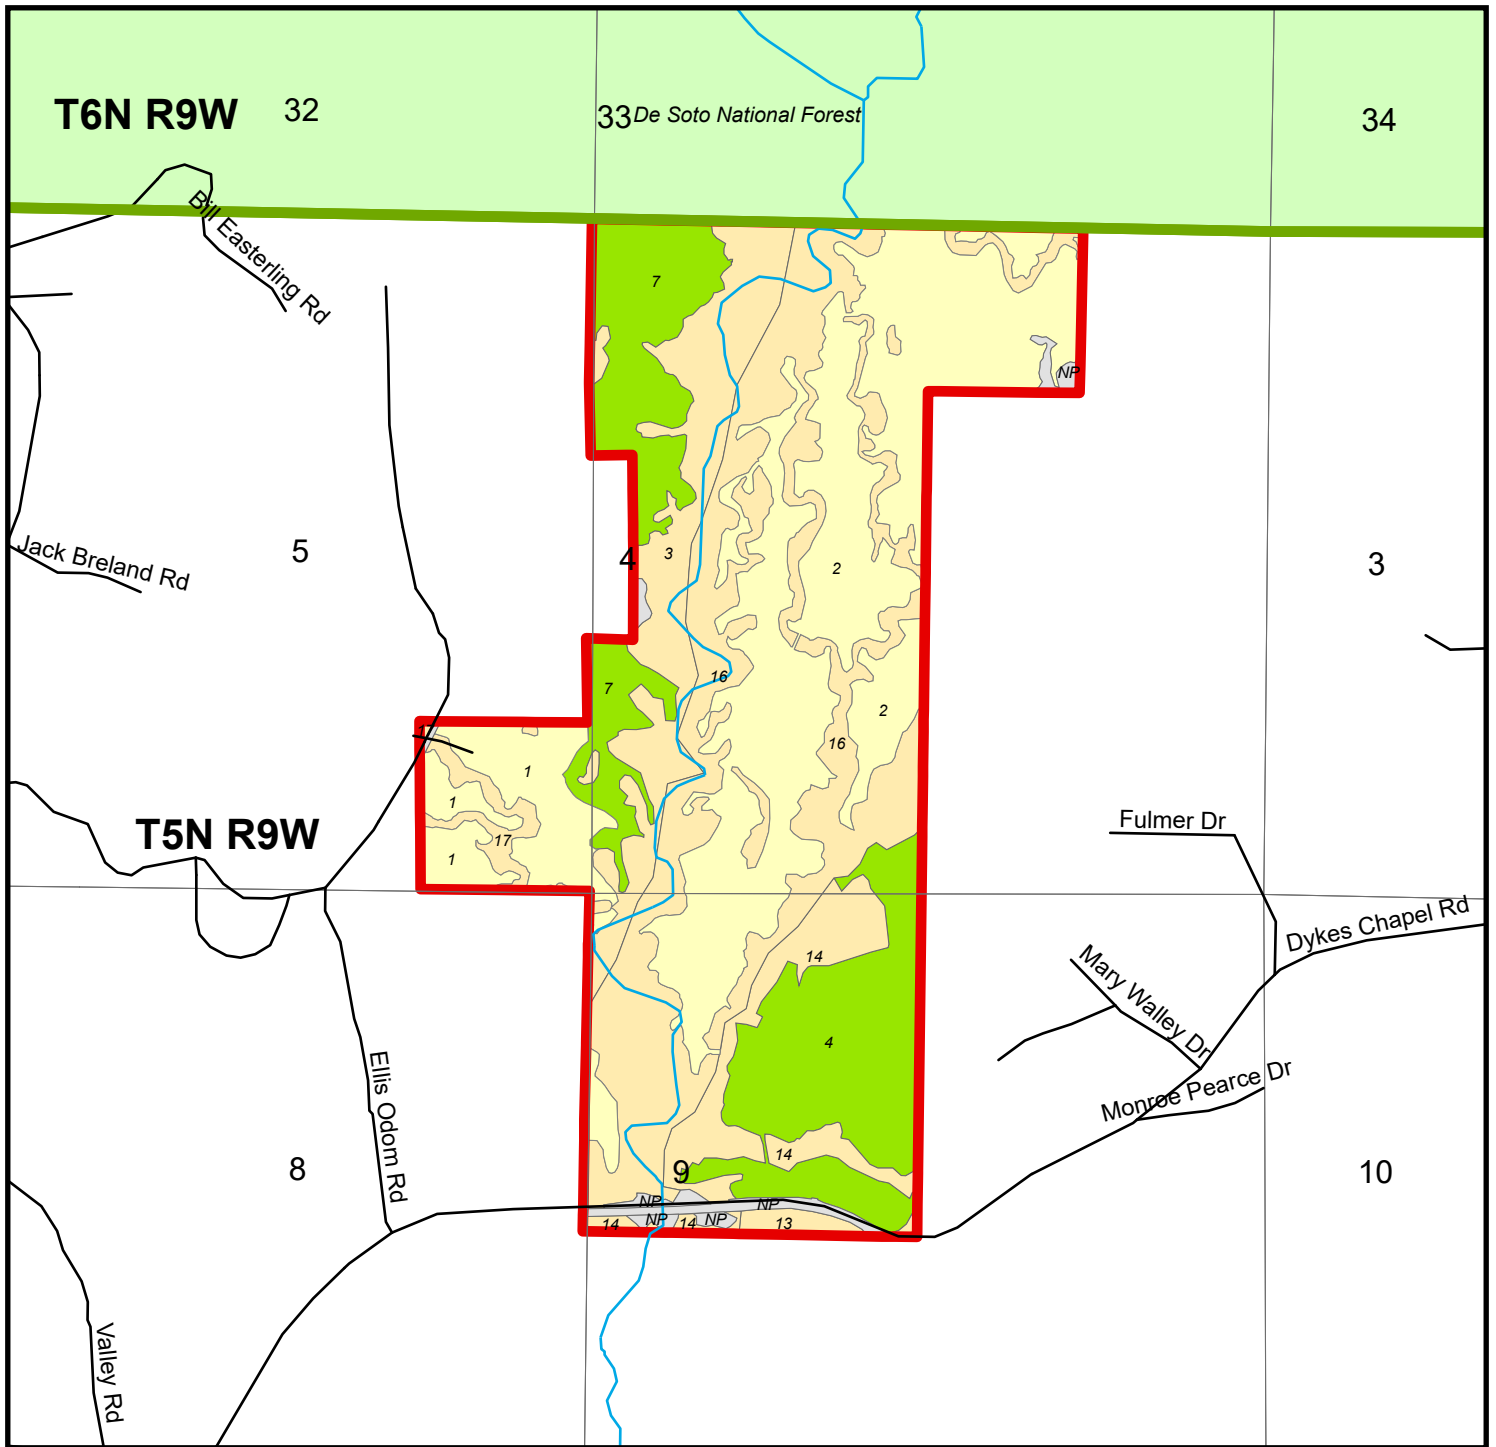 T6N R9W
32
33
De Soto National Forest
34
Bill Easterling Rd
7
NP
5
4
3
2
3
Jack Breland Rd
7
16
2
16
17
1
1
17
1
T5N R9W
Fulmer Dr
Dykes Chapel Rd
14
Mary Walley Dr
4
Monroe Pearce Dr
Ellis Odom Rd
14
8
9
10
NP
NP
14
NP
14
NP
13
Valley Rd